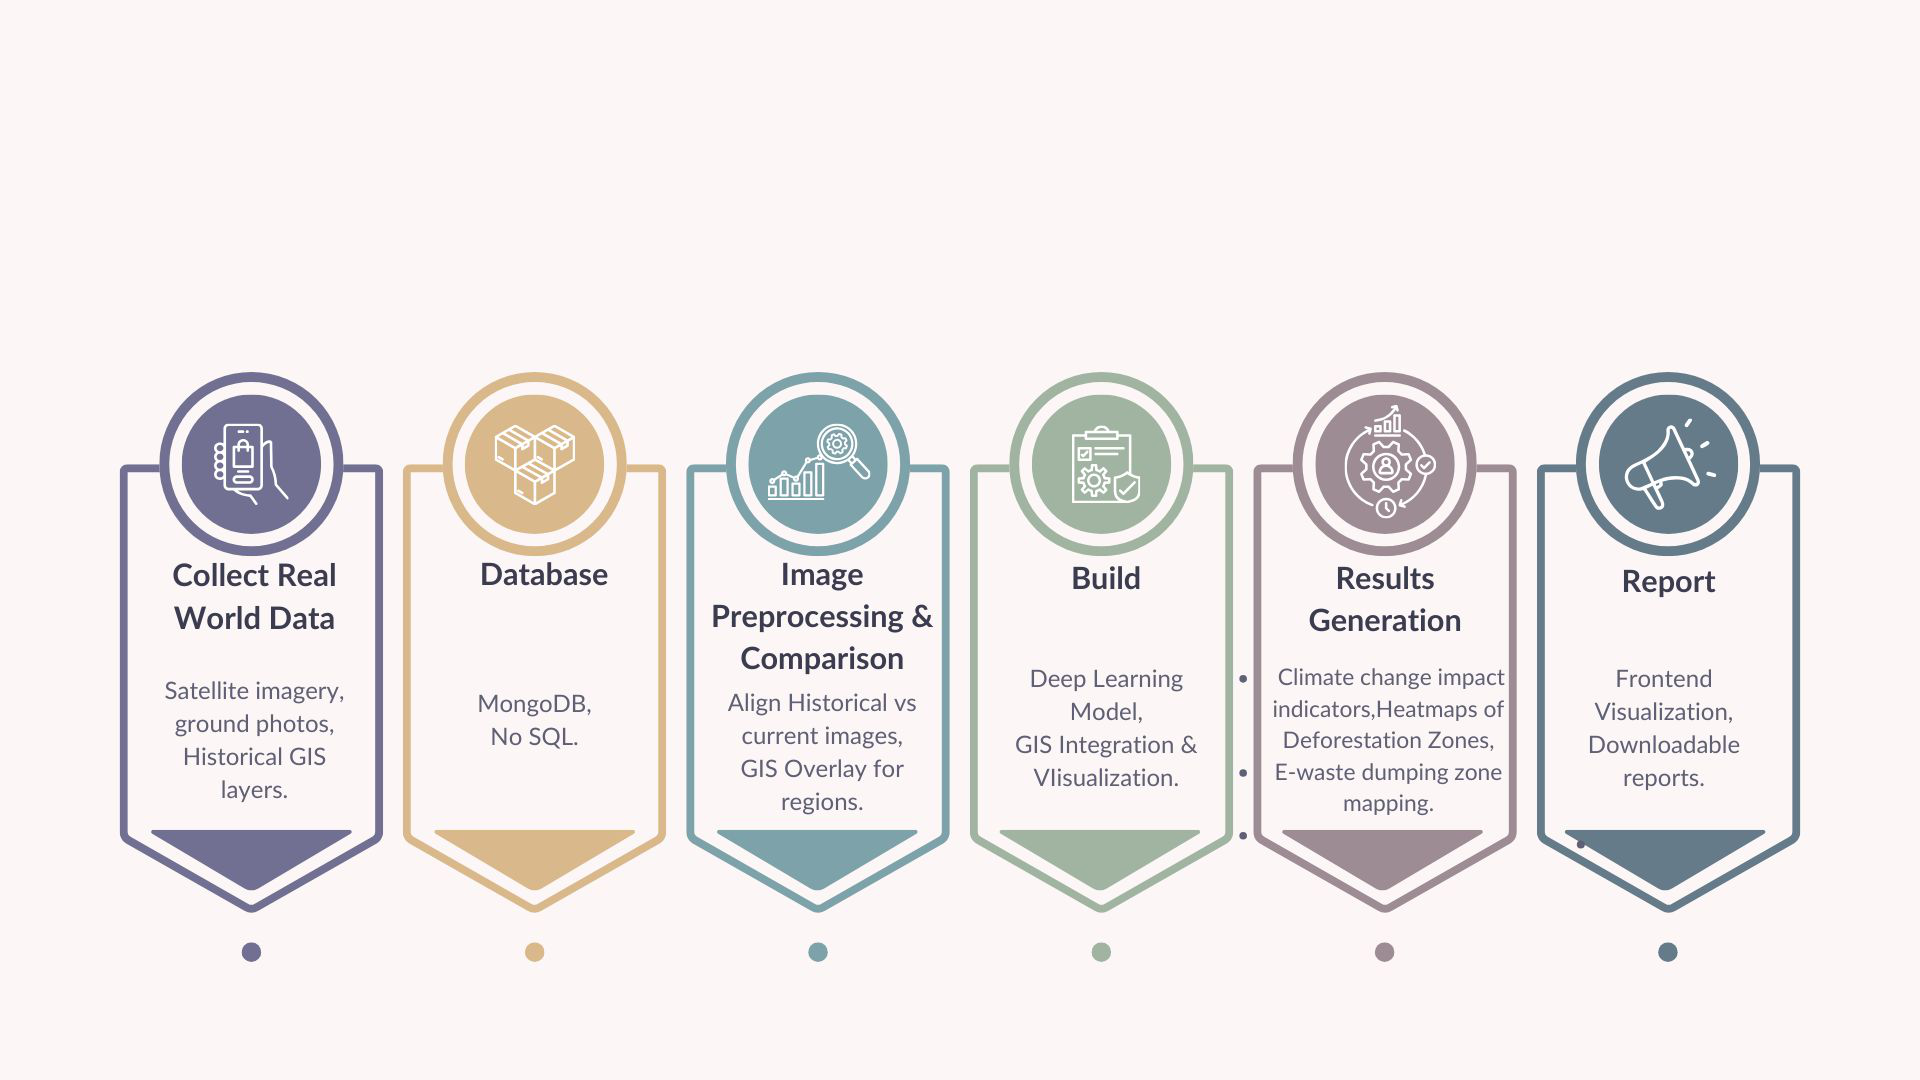 Collect Real
World Data
Satellite imagery,
ground photos,
Historical GIS
layers.
Database
MongoDB,
No SQL.
Image
Preprocessing &
Comparison
Align Historical vs
current images,
GIS Overlay for
regions.
Build
Deep Learning
Model,
GIS Integration &
VIisualization.
Results
Generation
• Climate change impact
indicators,Heatmaps of
Deforestation Zones,
• E-waste dumping zone
mapping.
•
Report
Frontend
Visualization,
Downloadable
reports.
•